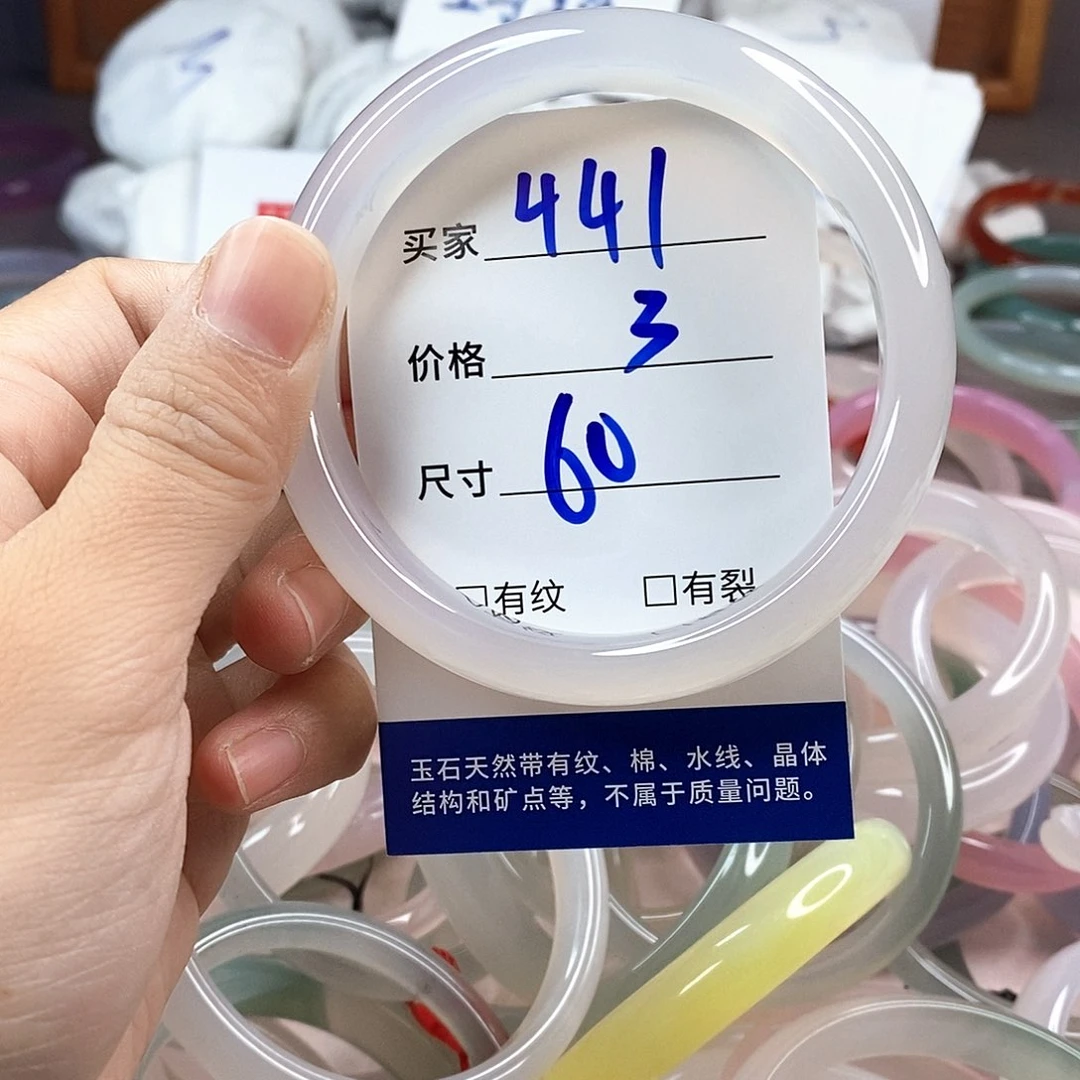 买家 441
价格 3
尺寸 60
□有纹 □有裂
玉石天然带有纹、棉、水线、晶体
结构和矿点等，不属于质量问题。